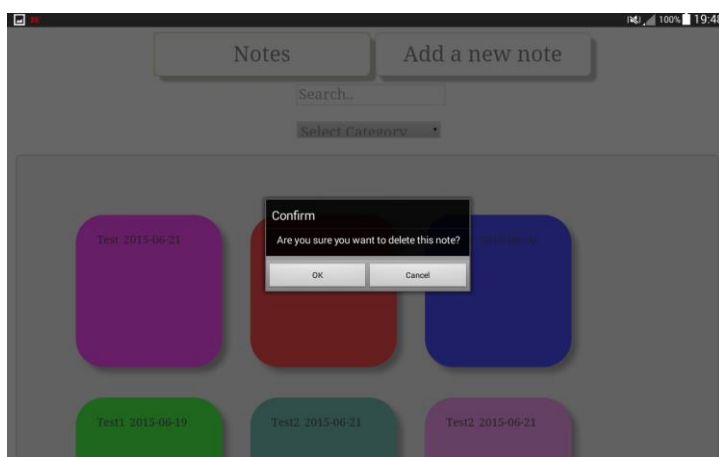 100% 19:48
Notes
Add a new note
Search..
Select Category
Confirm
Are you sure you want to delete this note?
OK
Cancel
Test 2015-06-21
Test1 2015-06-19
Test2 2015-06-21
Test2 2015-06-21